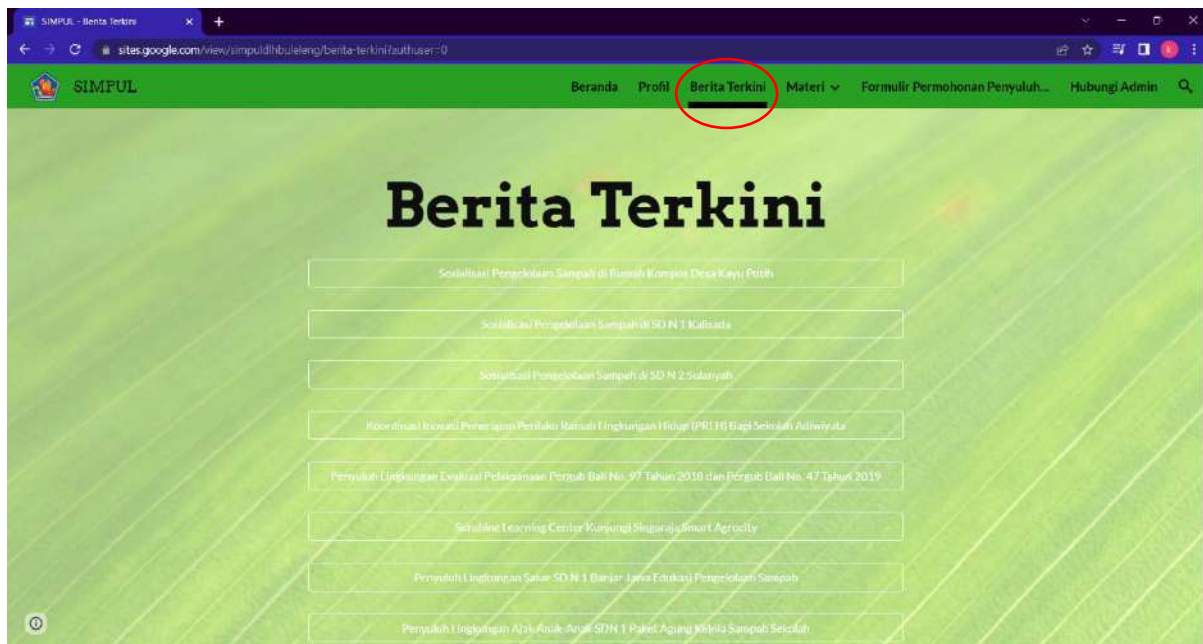 SIMPUL - Berita Terkini
sites.google.com/view/simpuldlhbuleleng/berita-terkini?authuser=0
SIMPUL
Beranda Profil Berita Terkini Materi Formulir Permohonan Penyuluh... Hubungi Admin
Berita Terkini
Sosialisasi Pengelolaan Sampah di Rumah Kompos Desa Kayu Putih
Sosialisasi Pengelolaan Sampah di SD N 1 Kalisada
Sosialisasi Pengelolaan Sampah di SD N 2 Sulanyah
Koordinasi Inovasi Penerapan Perilaku Ramah Lingkungan Hidup (PRLH) Bagi Sekolah Adiwiyata
Penyuluh Lingkungan Evaluasi Pelaksanaan Pergub Bali No. 97 Tahun 2018 dan Pergub Bali No. 47 Tahun 2019
Sunshine Learning Center Kunjungi Singaraja Smart Agrocity
Penyuluh Lingkungan Sasar SD N 1 Banjar Jawa Edukasi Pengelolaan Sampah
Penyuluh Lingkungan Ajak Anak-Anak SDN 1 Paket Agung Kelola Sampah Sekolah